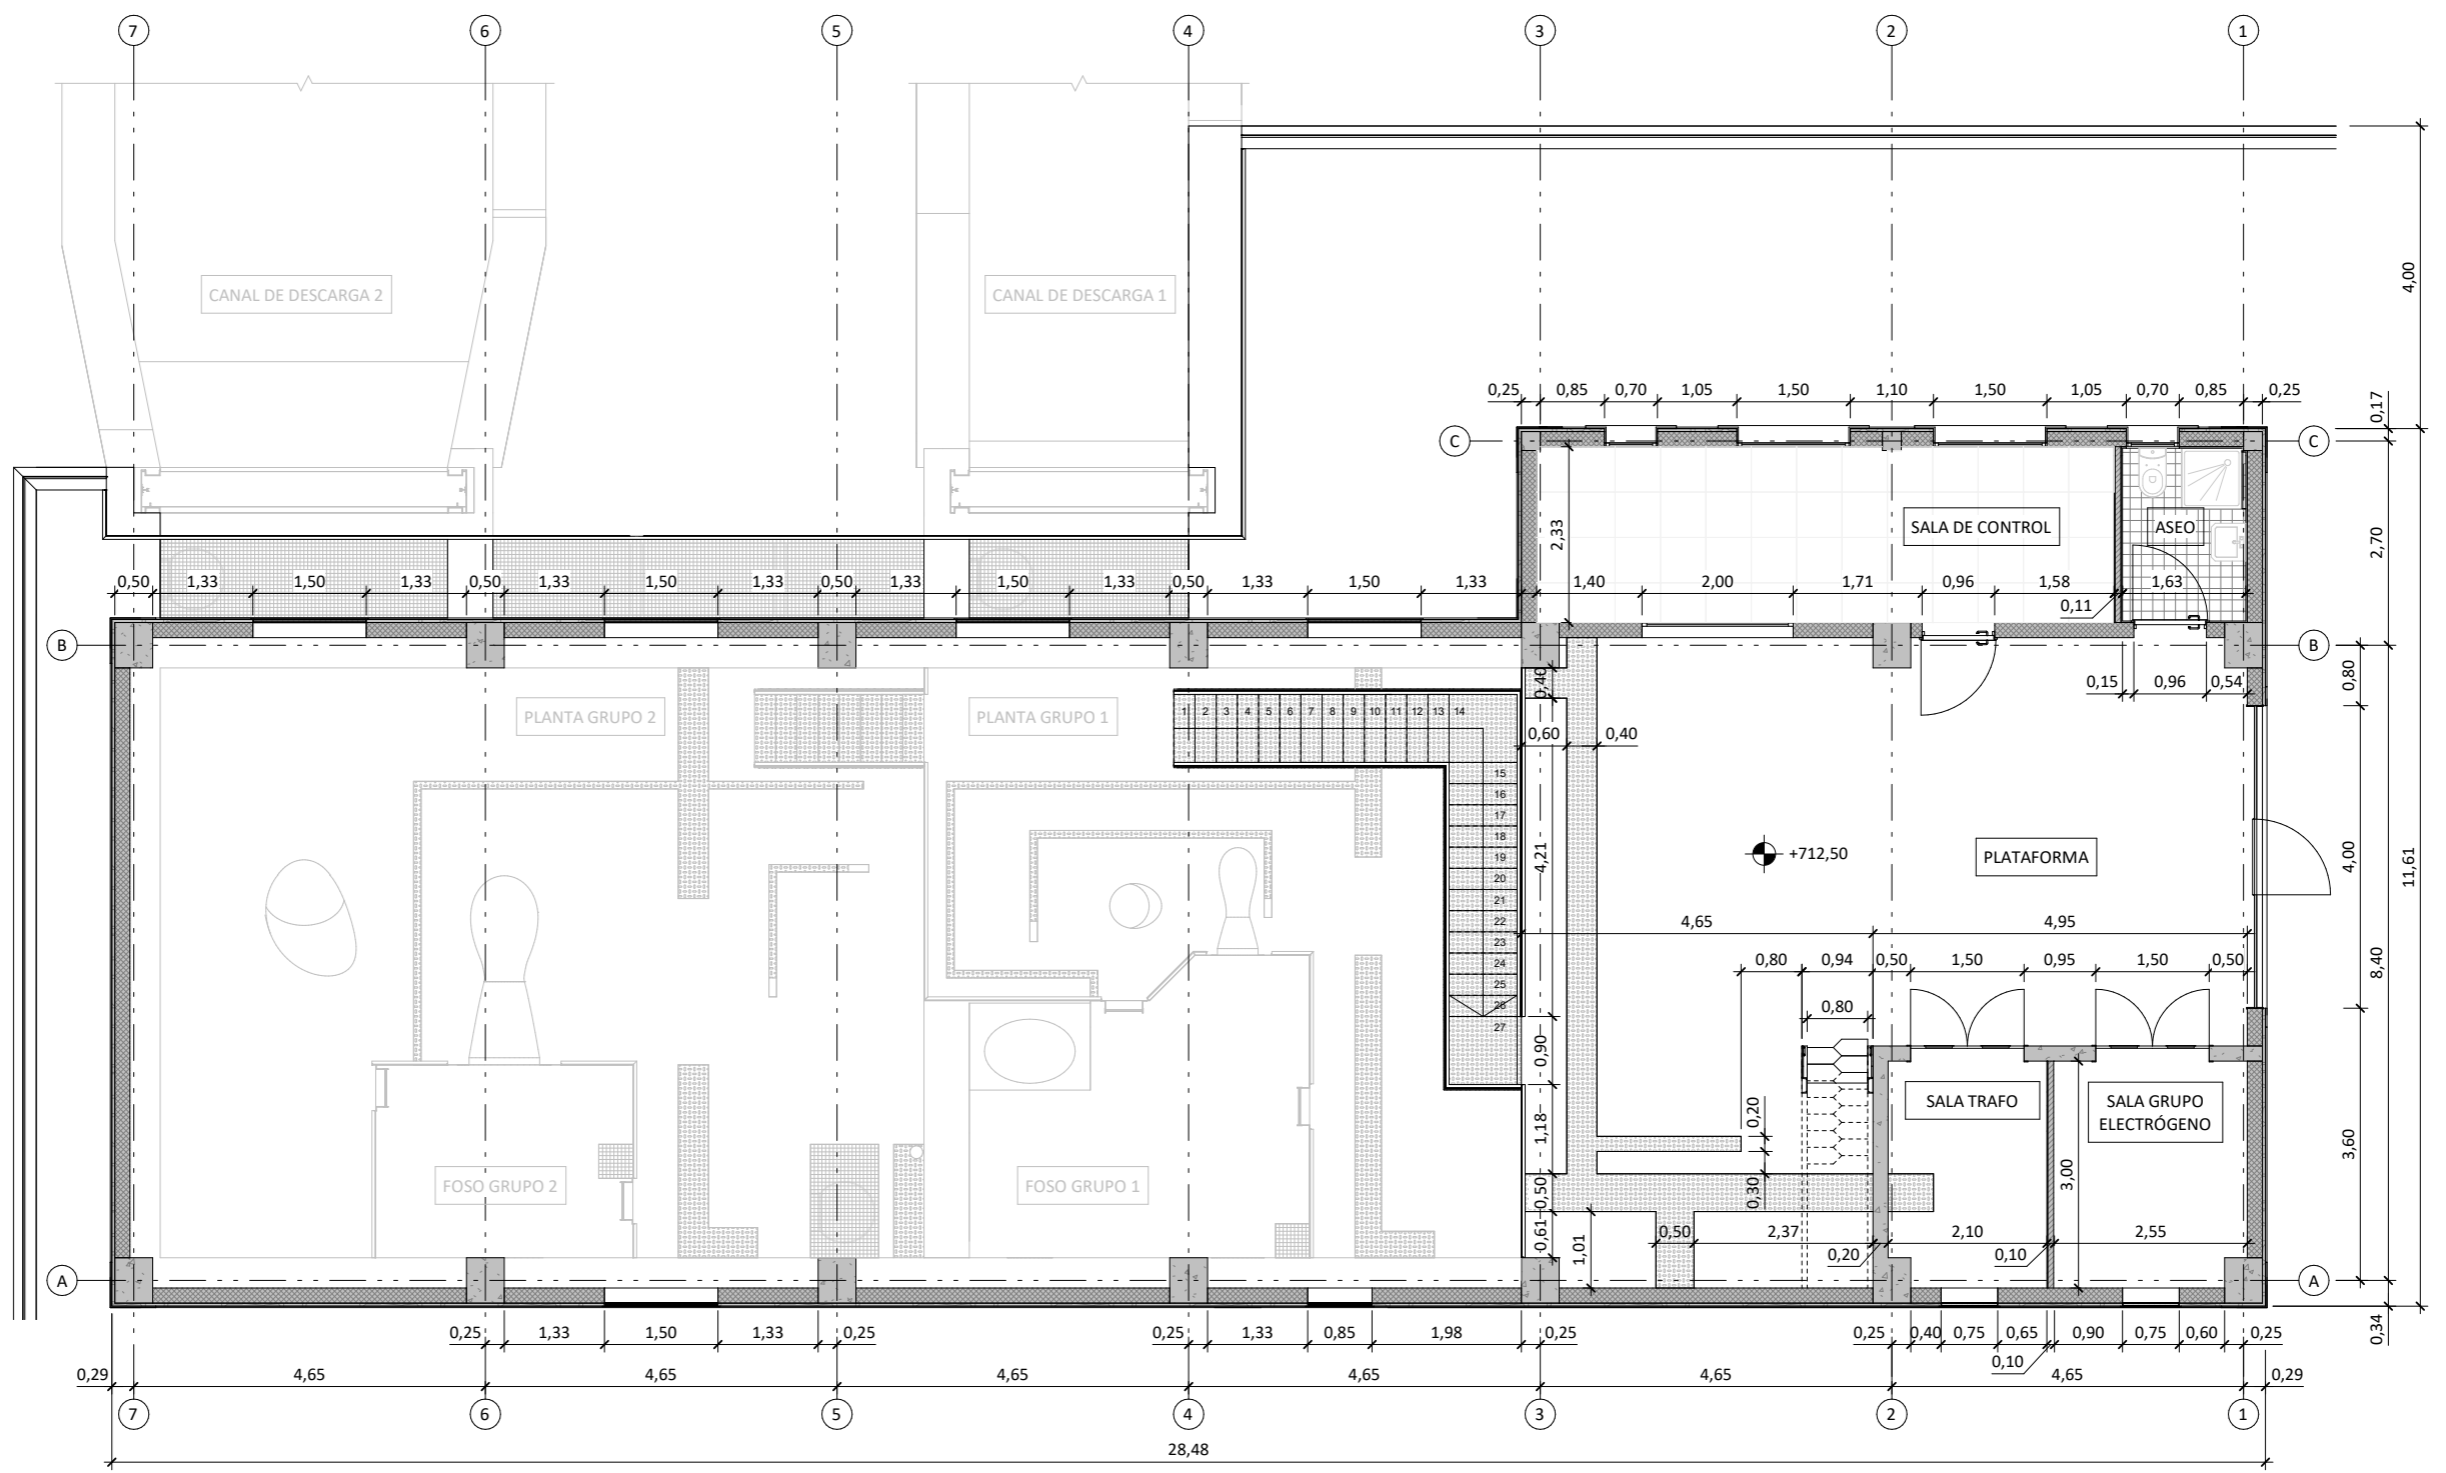 7 6 5 4 3 2 1
4,00
CANAL DE DESCARGA 2
CANAL DE DESCARGA 1
0,25 0,85 0,70 1,05 1,50 1,10 1,50 1,05 0,70 0,85 0,25
0,17
C C
SALA DE CONTROL
ASEO
2,33
2,70
0,50 1,33 1,50 1,33 0,50 1,33 1,50 1,33 0,50 1,33 1,50 1,33 0,50 1,33 1,50 1,33 1,40 2,00 1,71 0,96 1,58 1,63
0,11
B B
0,40
0,15 0,96 0,54
0,80
PLANTA GRUPO 2
PLANTA GRUPO 1
1 2 3 4 5 6 7 8 9 10 11 12 13 14
0,60 0,40
15
16
17
18
19
20
21
22
23
24
25
26
27
4,21
+712,50
PLATAFORMA
4,00
11,61
4,65 4,95
0,80 0,94 0,50 1,50 0,95 1,50 0,50
8,40
0,80
0,90
SALA TRAFO
SALA GRUPO
ELECTRÓGENO
1,18
0,20
3,60
FOSO GRUPO 2
FOSO GRUPO 1
3,00
0,50
0,30
0,61
1,01
0,50 2,37 2,10 2,55
0,20 0,10
A A
0,25 1,33 1,50 1,33 0,25 0,25 1,33 0,85 1,98 0,25 0,25 0,40 0,75 0,65 0,90 0,75 0,60 0,25
0,34
0,10
0,29 4,65 4,65 4,65 4,65 4,65 4,65 0,29
7 6 5 4 3 2 1
28,48